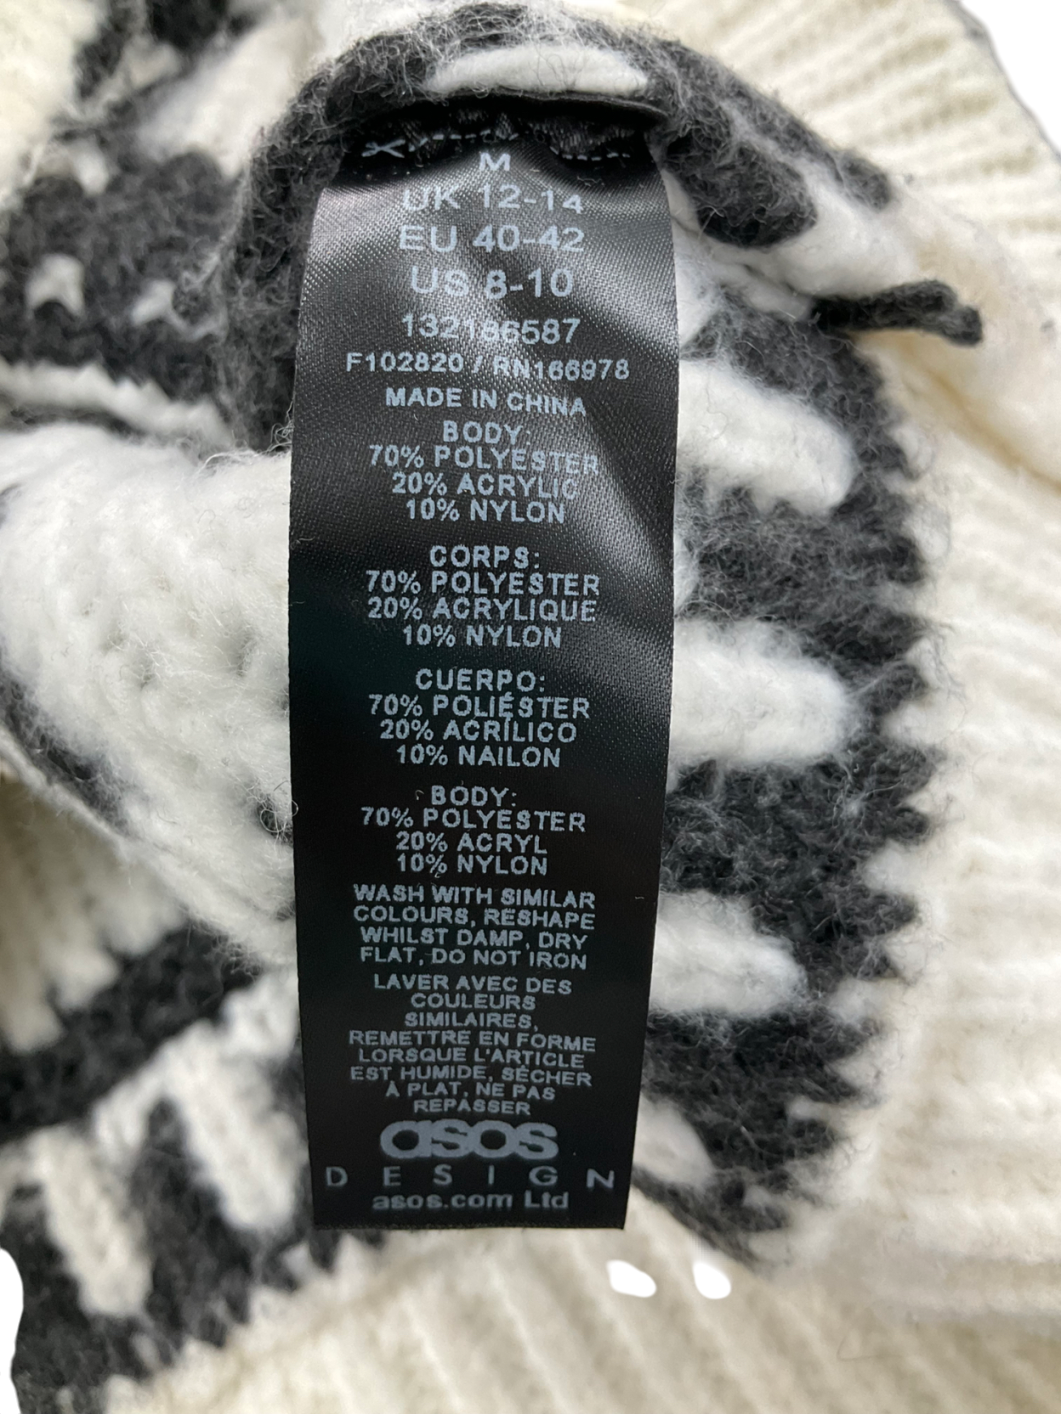 M
UK 12-14
EU 40-42
US 8-10
132186587
F102820 / RN166978
MADE IN CHINA
BODY:
70% POLYESTER
20% ACRYLIC
10% NYLON
CORPS:
70% POLYESTER
20% ACRYLIQUE
10% NYLON
CUERPO:
70% POLIÉSTER
20% ACRÍLICO
10% NAILON
BODY:
70% POLYESTER
20% ACRYL
10% NYLON
WASH WITH SIMILAR
COLOURS, RESHAPE
WHILST DAMP, DRY
FLAT, DO NOT IRON
LAVER AVEC DES
COULEURS
SIMILAIRES,
REMETTRE EN FORME
LORSQUE L'ARTICLE
EST HUMIDE, SÉCHER
À PLAT, NE PAS
REPASSER
asos
DESIGN
asos.com Ltd